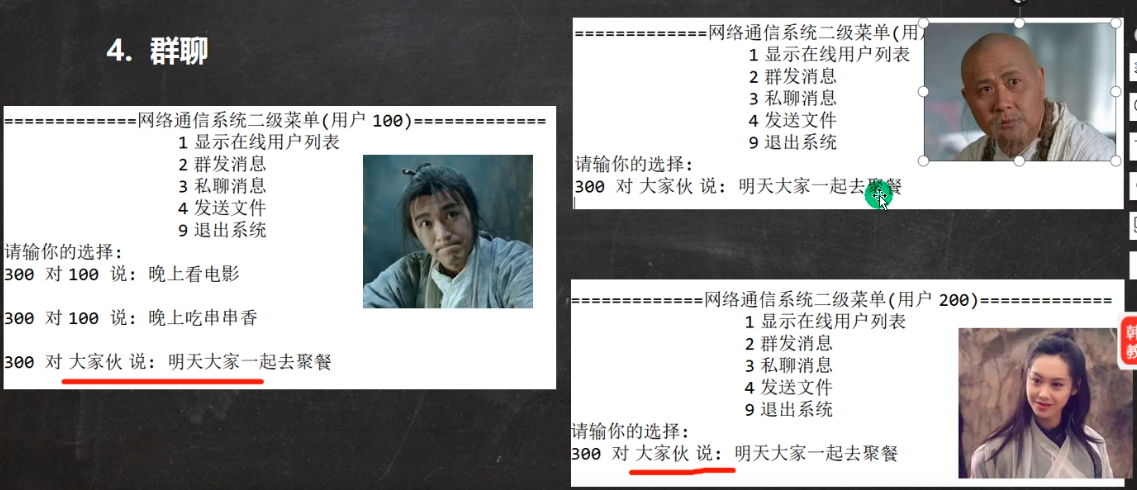 4. 群聊
=============网络通信系统二级菜单(用户 100)=============
1 显示在线用户列表
2 群发消息
3 私聊消息
4 发送文件
9 退出系统
请输你的选择:
300 对 100 说: 晚上看电影
300 对 100 说: 晚上吃串串香
300 对 大家伙 说: 明天大家一起去聚餐
=============网络通信系统二级菜单(用
1 显示在线用户列表
2 群发消息
3 私聊消息
4 发送文件
9 退出系统
请输你的选择:
300 对 大家伙 说: 明天大家一起去聚餐
=============网络通信系统二级菜单(用户 200)=============
1 显示在线用户列表
2 群发消息
3 私聊消息
4 发送文件
9 退出系统
请输你的选择:
300 对 大家伙 说: 明天大家一起去聚餐